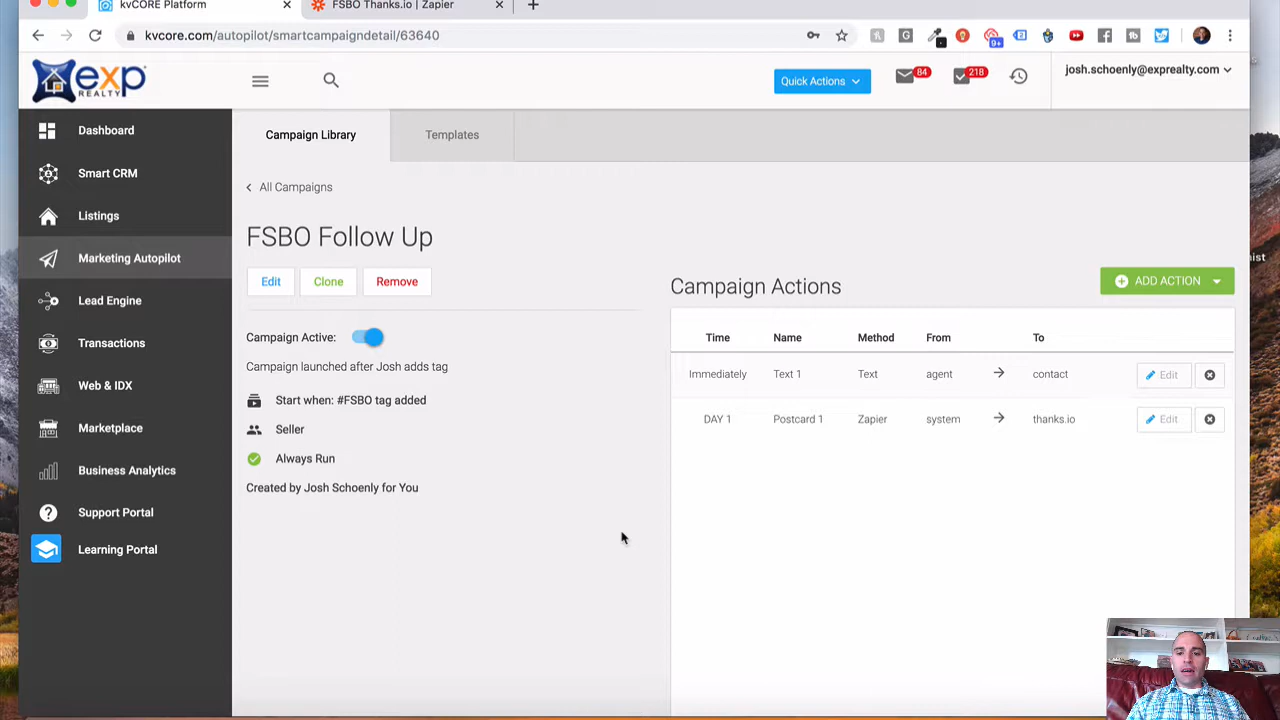 kvCORE Platform
FSBO Thanks.io | Zapier
kvcore.com/autopilot/smartcampaigndetail/63640
9+
exp
REALTY
Quick Actions
84
218
josh.schoenly@exprealty.com
Dashboard
Smart CRM
Listings
Marketing Autopilot
Lead Engine
Transactions
Web & IDX
Marketplace
Business Analytics
Support Portal
Learning Portal
Campaign Library
Templates
All Campaigns
FSBO Follow Up
Edit
Clone
Remove
Campaign Active:
Campaign launched after Josh adds tag
Start when: #FSBO tag added
Seller
Always Run
Created by Josh Schoenly for You
Campaign Actions
ADD ACTION
Time Name Method From To
Immediately Text 1 Text agent contact Edit
DAY 1 Postcard 1 Zapier system thanks.io Edit
ist